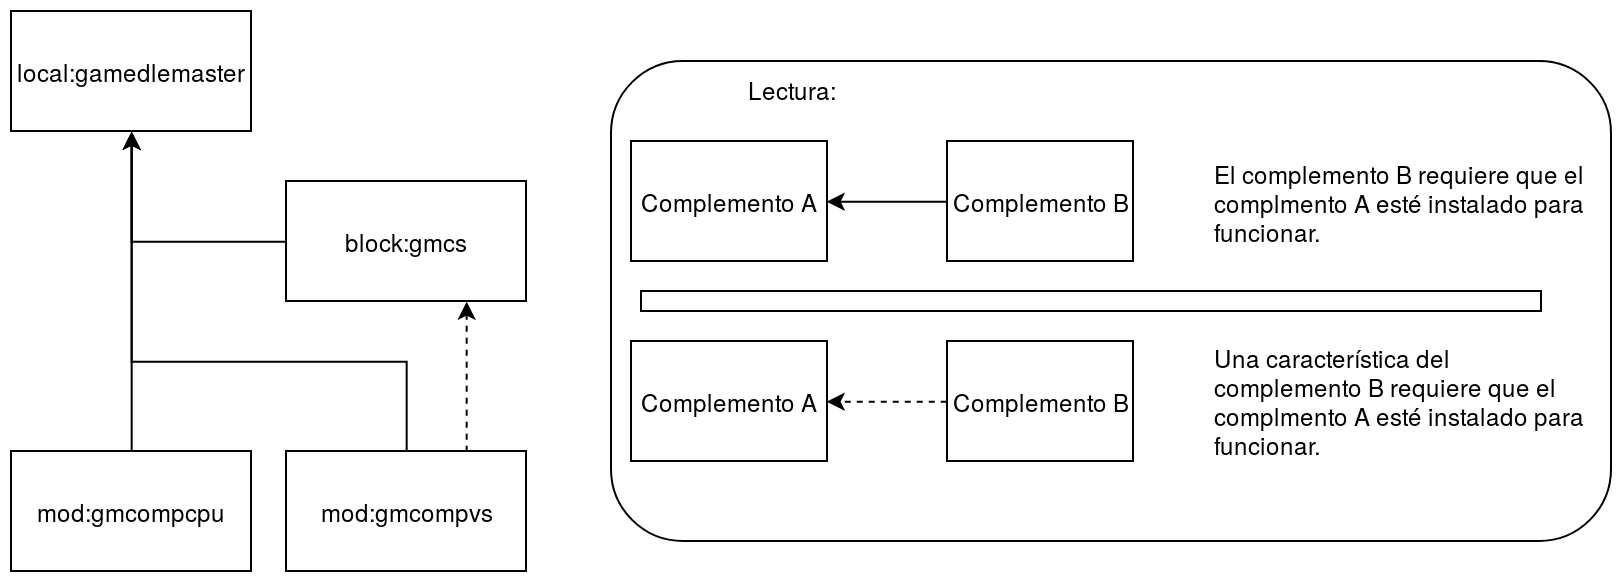 local:gamedlemaster
block:gmcs
mod:gmcompcpu
mod:gmcompvs
Lectura:
Complemento A
Complemento B
El complemento B requiere que el
complmento A esté instalado para
funcionar.
Complemento A
Complemento B
Una característica del
complemento B requiere que el
complmento A esté instalado para
funcionar.